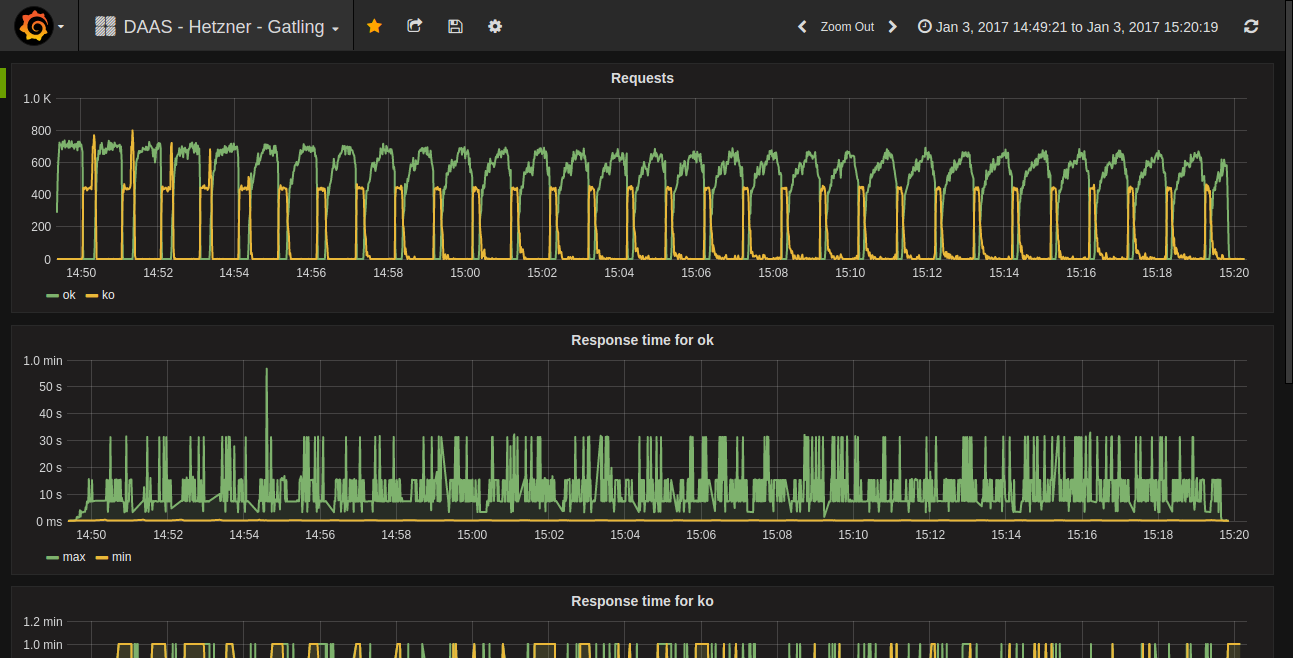 DAAS - Hetzner - Gatling
Zoom Out
Jan 3, 2017 14:49:21 to Jan 3, 2017 15:20:19
Requests
1.0 K
800
600
400
200
0
14:50 14:52 14:54 14:56 14:58 15:00 15:02 15:04 15:06 15:08 15:10 15:12 15:14 15:16 15:18 15:20
ok ko
Response time for ok
1.0 min
50 s
40 s
30 s
20 s
10 s
0 ms
14:50 14:52 14:54 14:56 14:58 15:00 15:02 15:04 15:06 15:08 15:10 15:12 15:14 15:16 15:18 15:20
max min
Response time for ko
1.2 min
1.0 min